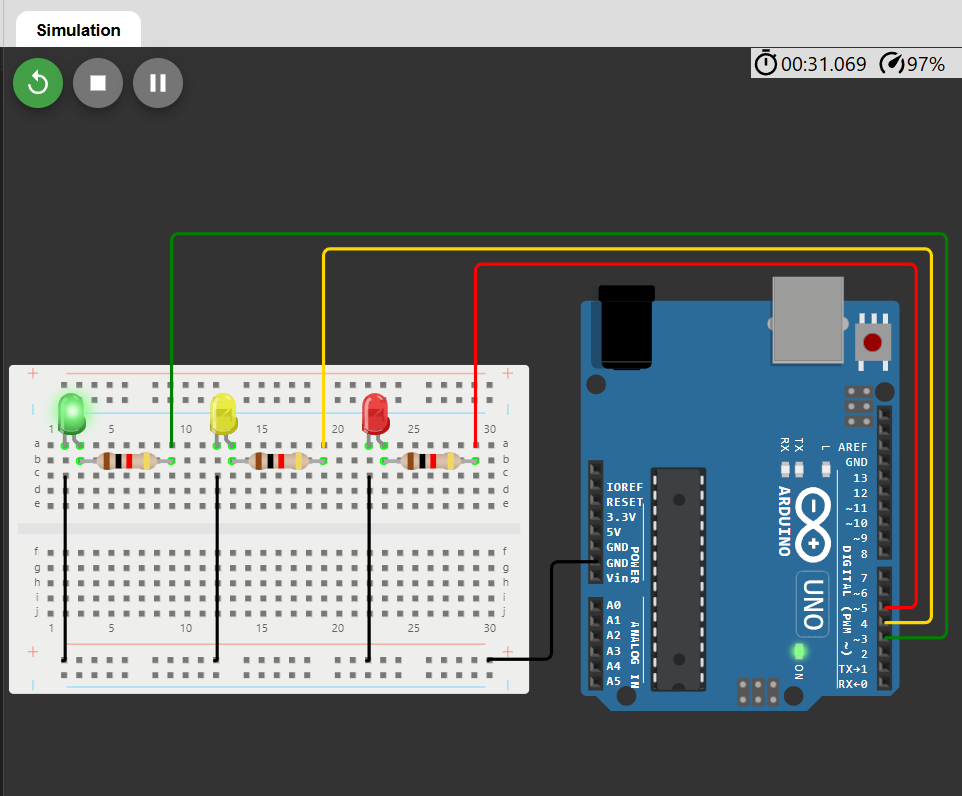 Simulation
00:31.069 97%
1 5 10 15 20 25 30
a a
b b
c c
d d
e e
f f
g g
h h
i i
j j
1 5 10 15 20 25 30
IOREF
RESET
3.3V
5V
GND
GND
Vin
POWER
A0
A1
A2
A3
A4
A5
ANALOG IN
RX
TX
L
ARDUINO
UNO
ON
AREF
GND
13
12
~11
~10
~9
8
7
~6
~5
4
~3
2
TX→1
RX←0
DIGITAL (PWM ~)